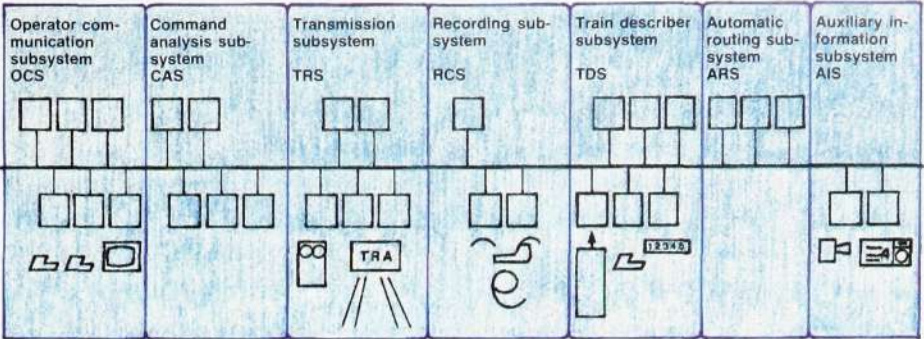 Operator com-
munication
subsystem
OCS
Command
analysis sub-
system
CAS
Transmission
subsystem
TRS
Recording sub-
system
RCS
Train describer
subsystem
TDS
Automatic
routing sub-
system
ARS
Auxiliary in-
formation
subsystem
AIS
TRA
12345